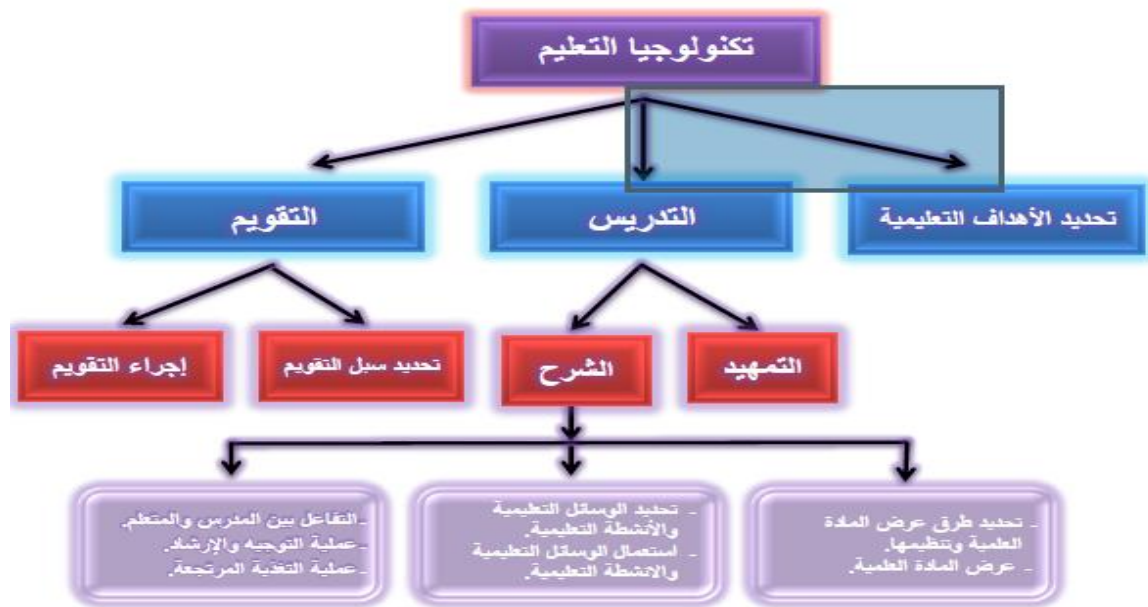 تكنولوجيا التعليم
تحديد الأهداف التعليمية
التدريس
التقويم
التمهيد
الشرح
تحديد سبل التقويم
إجراء التقويم
- تحديد طرق عرض المادة
العلمية وتنظيمها.
- عرض المادة العلمية.
- تحديد الوسائل التعليمية
والأنشطة التعليمية.
- استعمال الوسائل التعليمية
والانشطة التعليمية.
- التفاعل بين المدرس والمتعلم.
- عملية التوجيه والإرشاد.
- عملية التغذية المرتجعة.